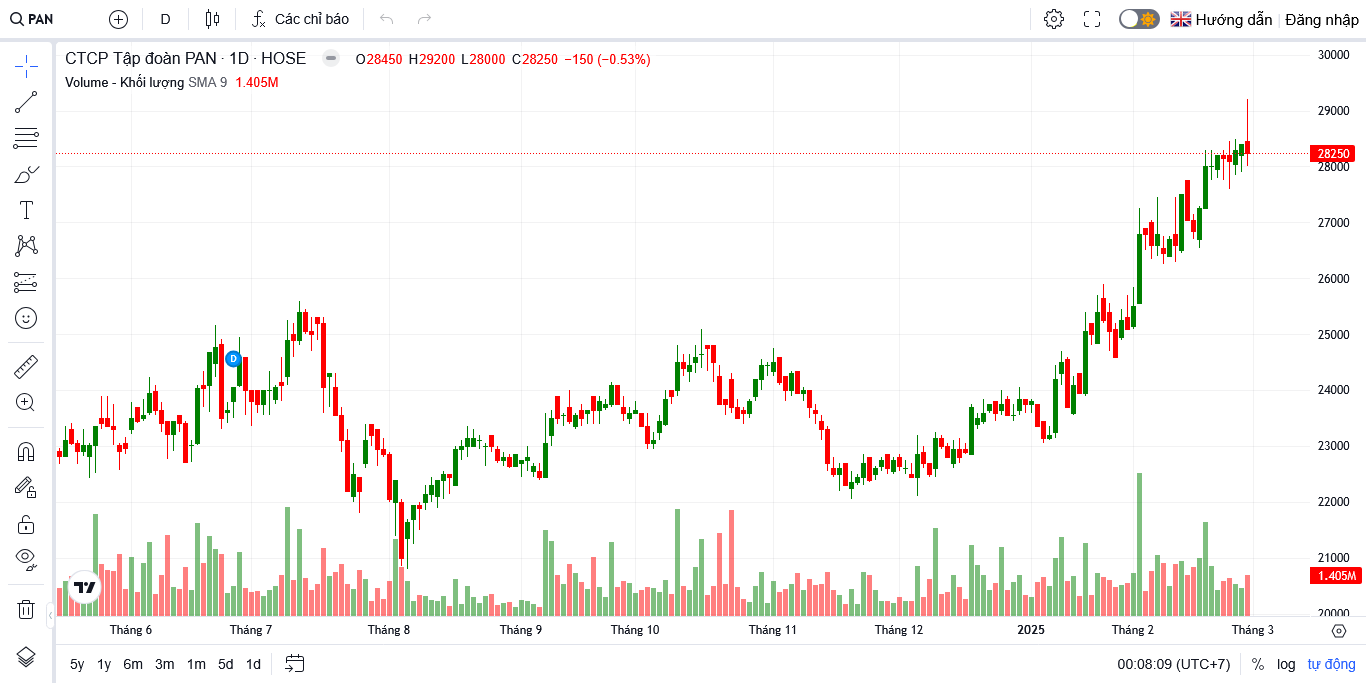 PAN
D
Các chỉ báo
Hướng dẫn
Đăng nhập
CTCP Tập đoàn PAN · 1D · HOSE
O28450 H29200 L28000 C28250 −150 (−0.53%)
Volume - Khối lượng SMA 9 1.405M
30000
29000
28250
28000
27000
26000
25000
24000
23000
22000
21000
1.405M
20000
D
Tháng 6 Tháng 7 Tháng 8 Tháng 9 Tháng 10 Tháng 11 Tháng 12 2025 Tháng 2 Tháng 3
5y 1y 6m 3m 1m 5d 1d
00:08:09 (UTC+7) % log tự động